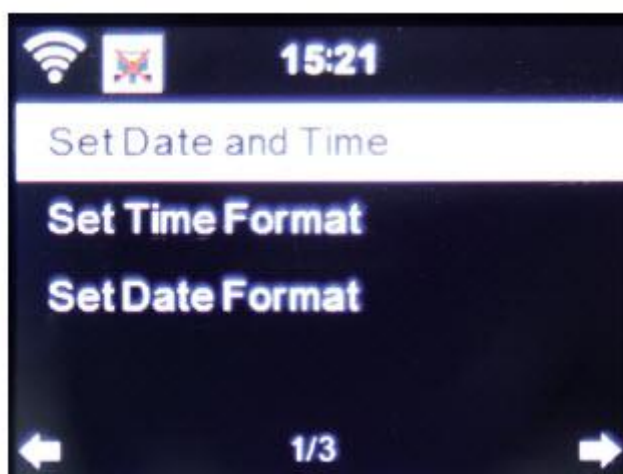 15:21
Set Date and Time
Set Time Format
Set Date Format
1/3